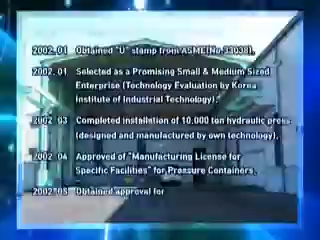 2002. 01 Obtained "U" stamp from ASME(No.33038).
2002. 01 Selected as a Promising Small & Medium Sized
Enterprise (Technology Evaluation by Korea
Institute of Industrial Technology).
2002. 03 Completed installation of 10,000 ton hydraulic press
(designed and manufactured by own technology).
2002. 04 Approved of "Manufacturing License for
Specific Facilities" for Pressure Containers.
2002. 05 Obtained approval for